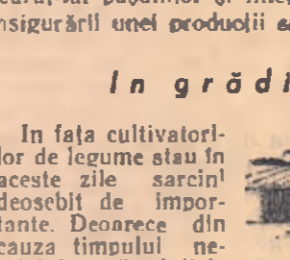 nsigurării unei producții
In grădi
In fața cultivatori-
lor de legume stau în
aceste zile sarcini
deosebit de impor-
tante. Deoarece din
cauza timpului ne-